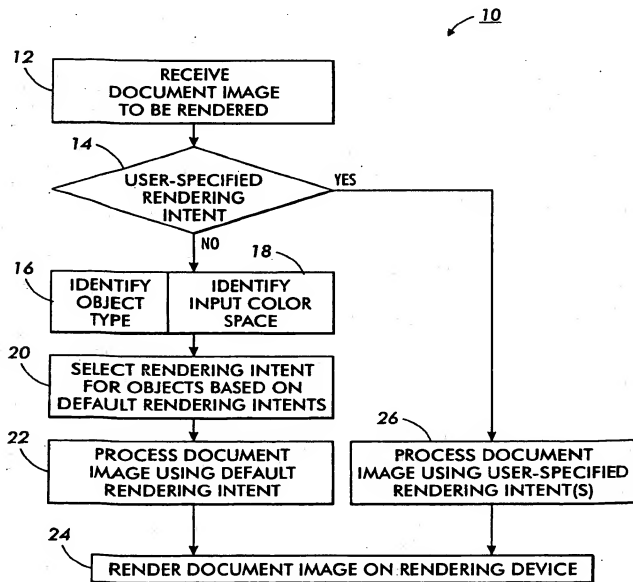 10
12
RECEIVE
DOCUMENT IMAGE
TO BE RENDERED
14
USER-SPECIFIED
RENDERING
INTENT
YES
NO
16
IDENTIFY
OBJECT
TYPE
18
IDENTIFY
INPUT COLOR
SPACE
20
SELECT RENDERING INTENT
FOR OBJECTS BASED ON
DEFAULT RENDERING INTENTS
22
PROCESS DOCUMENT
IMAGE USING DEFAULT
RENDERING INTENT
26
PROCESS DOCUMENT
IMAGE USING USER-SPECIFIED
RENDERING INTENT(S)
24
RENDER DOCUMENT IMAGE ON RENDERING DEVICE